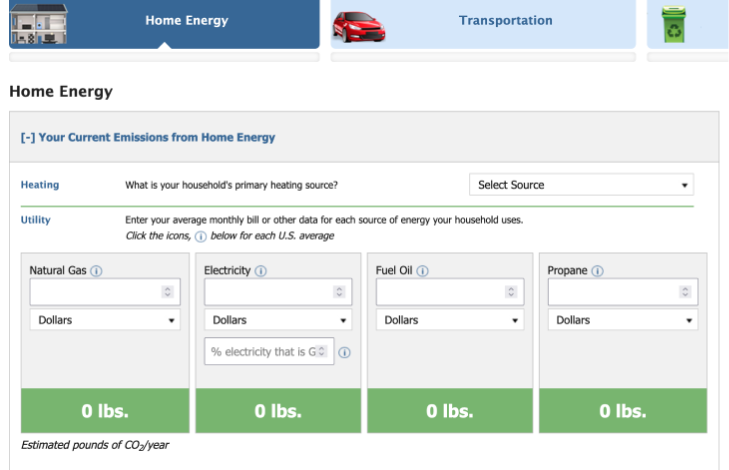 Home Energy
Transportation
Home Energy
[-] Your Current Emissions from Home Energy
Heating What is your household's primary heating source? Select Source
Utility Enter your average monthly bill or other data for each source of energy your household uses.
Click the icons, ⓘ below for each U.S. average
Natural Gas ⓘ Electricity ⓘ Fuel Oil ⓘ Propane ⓘ
Dollars Dollars Dollars Dollars
% electricity that is G ⓘ
0 lbs. 0 lbs. 0 lbs. 0 lbs.
Estimated pounds of CO₂/year